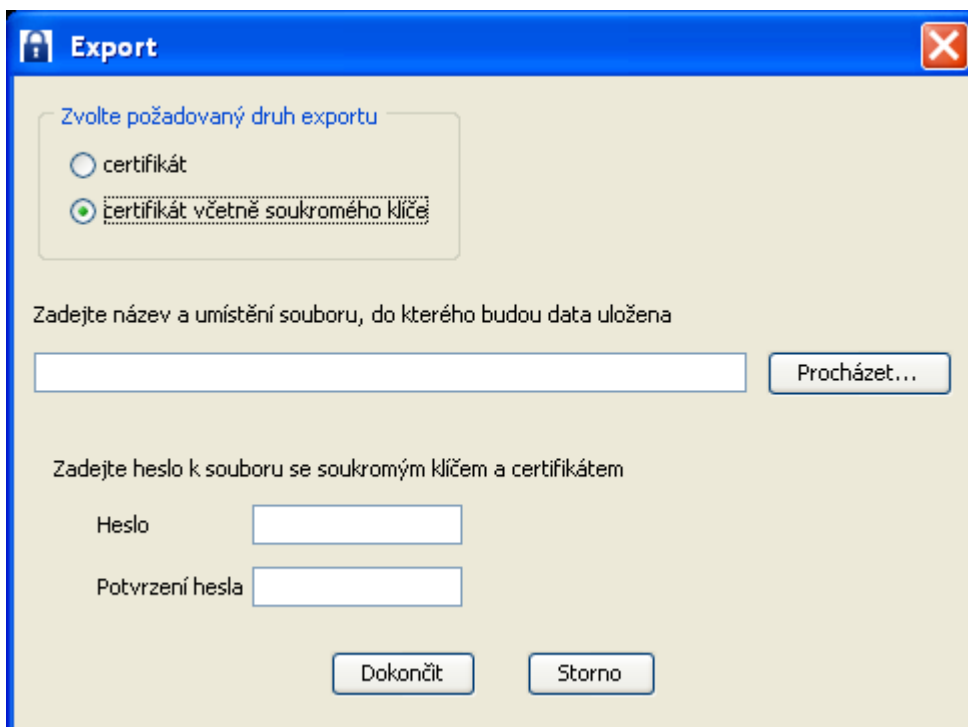 Export
Zvolte požadovaný druh exportu
certifikát
certifikát včetně soukromého klíče
Zadejte název a umístění souboru, do kterého budou data uložena
Procházet...
Zadejte heslo k souboru se soukromým klíčem a certifikátem
Heslo
Potvrzení hesla
Dokončit Storno